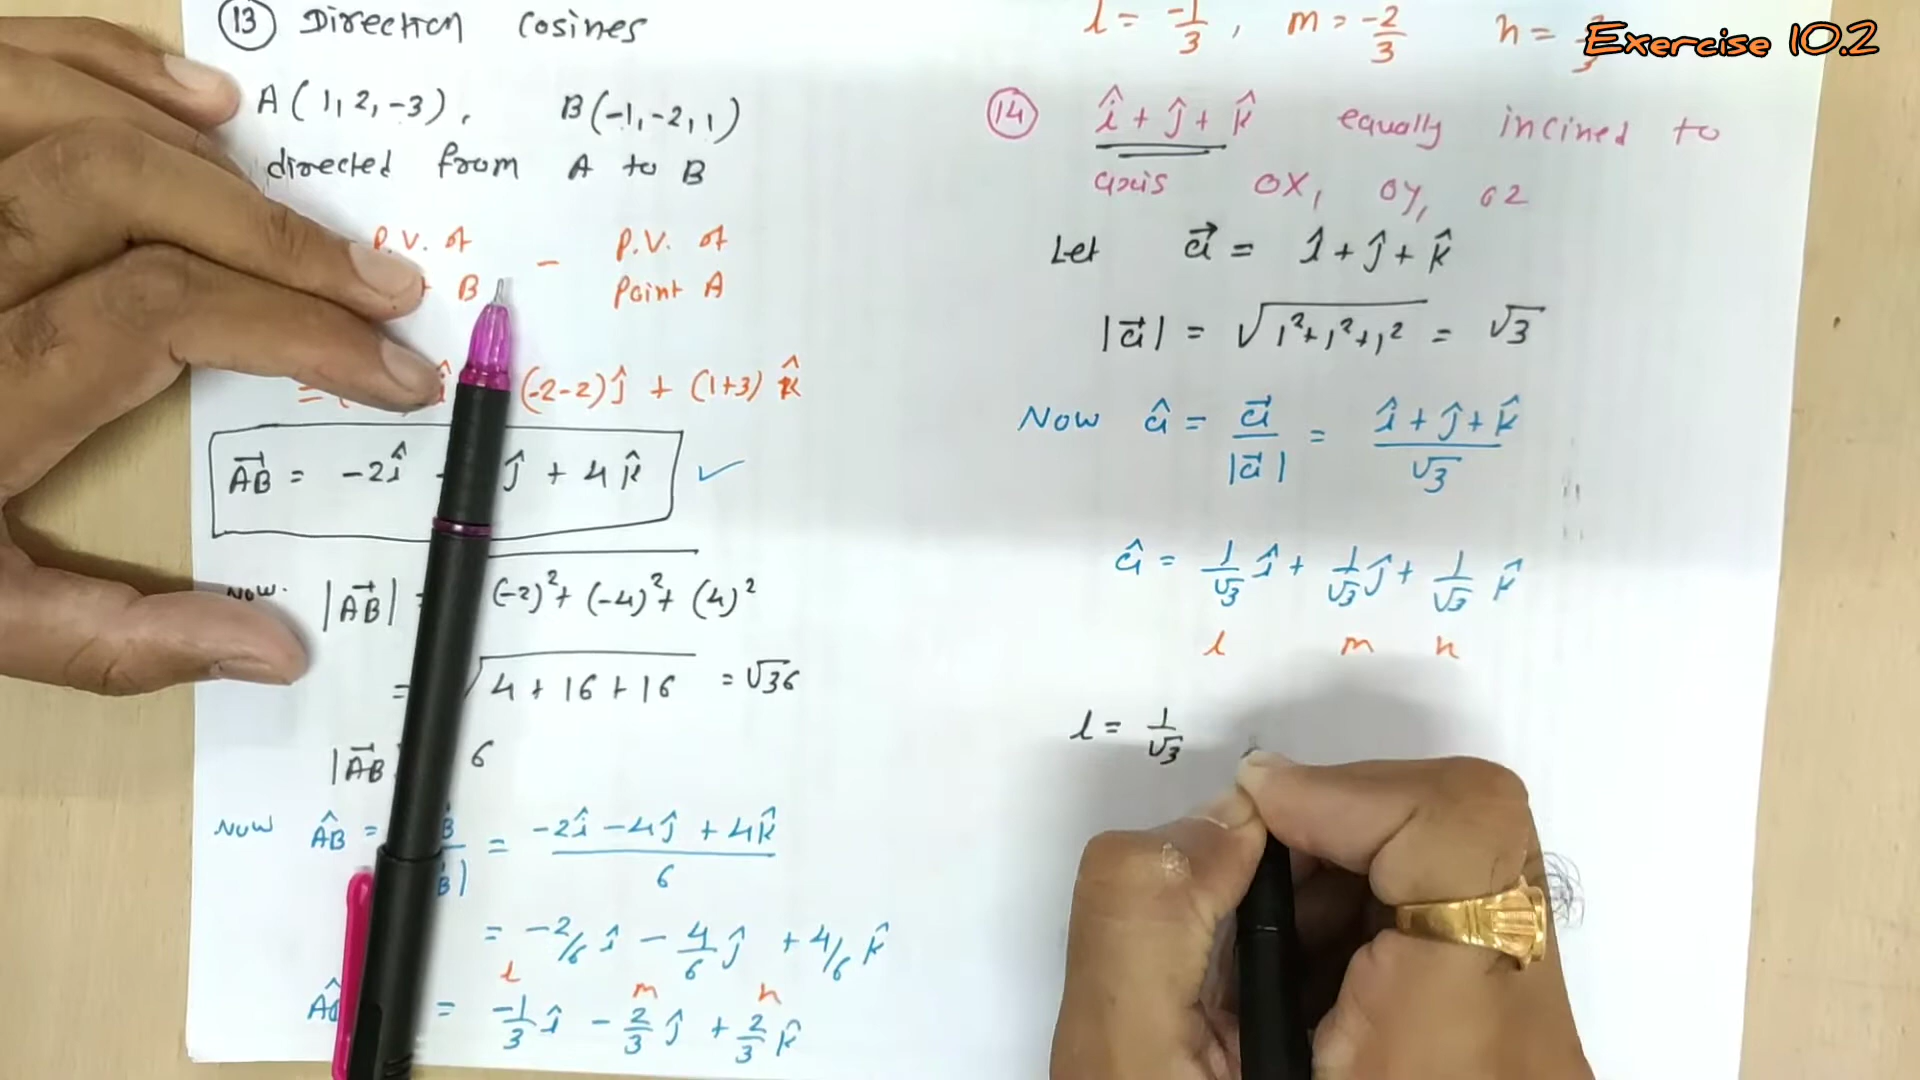 13 Direction Cosines
A(1, 2, -3), B(-1, -2, 1)
directed from A to B
P.V. of - P.V. of
B Point A
= î (-2-2)ĵ + (1+3) k̂
AB⃗ = -2î ĵ + 4k̂ ✓
Now. |AB⃗| (-2)² + (-4)² + (4)²
= √4 + 16 + 16 = √36
|AB⃗ 6
Now ÂB = B / B| = -2î - 4ĵ + 4k̂ / 6
= -2/6 î - 4/6 ĵ + 4/6 k̂
l m n
= -1/3 î - 2/3 ĵ + 2/3 k̂
l = -1/3, m = -2/3 n =
Exercise 10.2
14 î + ĵ + k̂ equally incined to
axis OX, OY, OZ
Let a⃗ = î + ĵ + k̂
|a⃗| = √1² + 1² + 1² = √3
Now â = a⃗ / |a⃗| = î + ĵ + k̂ / √3
â = 1/√3 î + 1/√3 ĵ + 1/√3 k̂
l m n
l = 1/√3